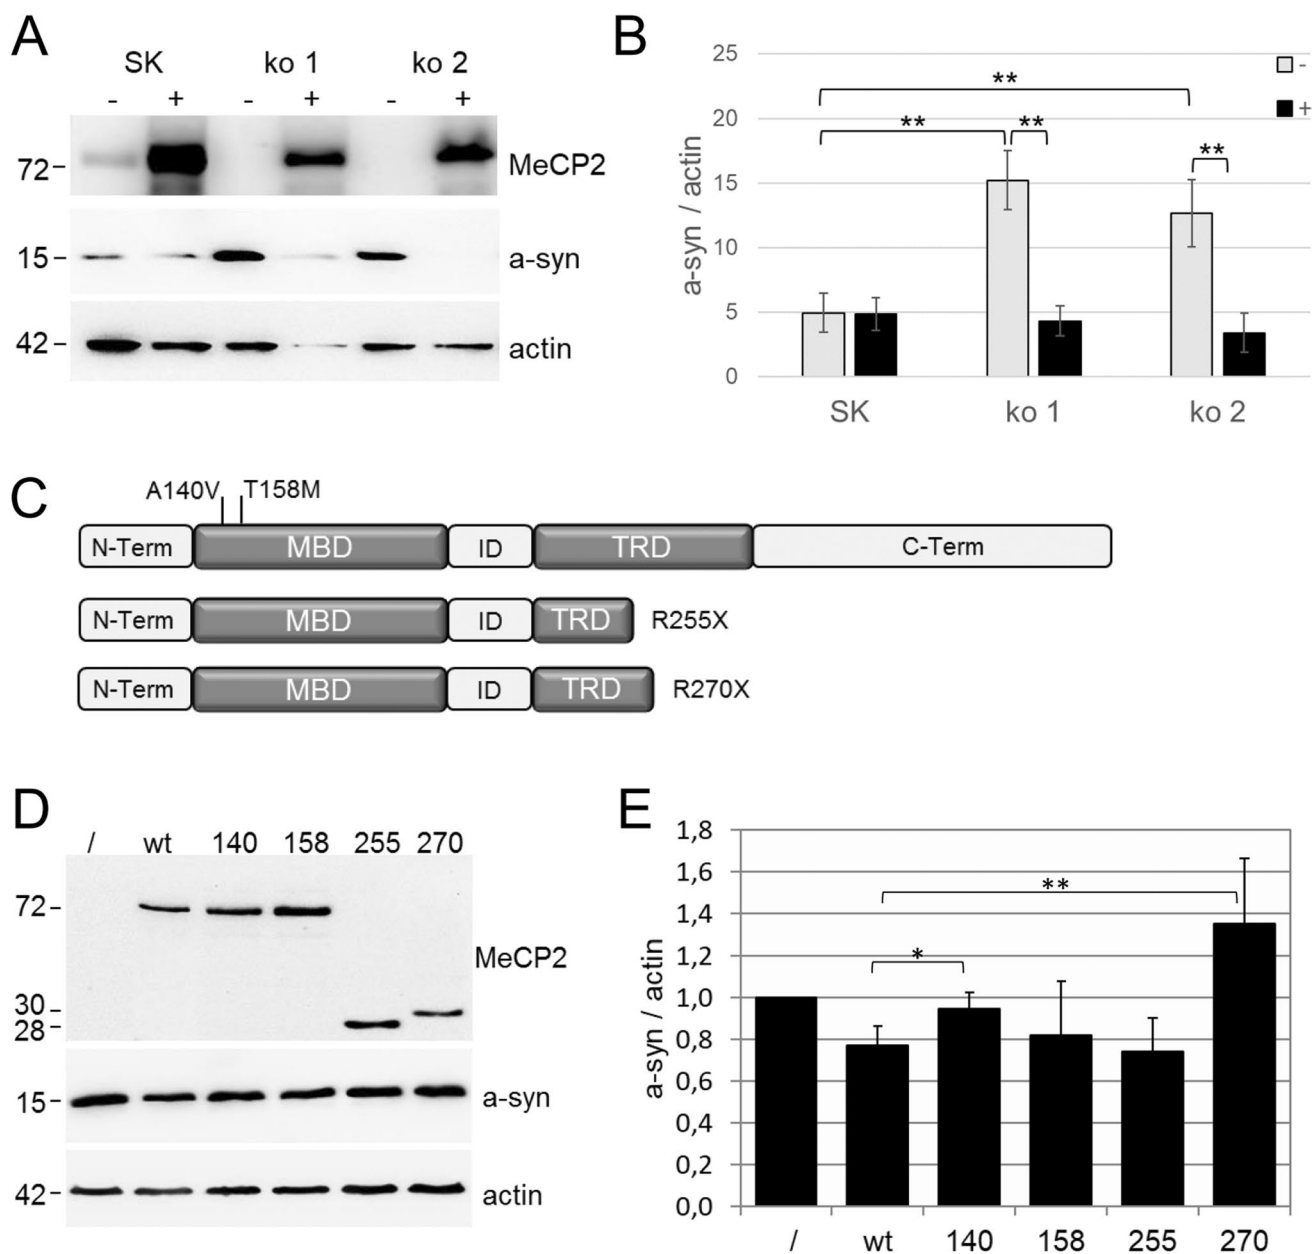 A
SK ko 1 ko 2
- + - + - +
72 MeCP2
15 a-syn
42 actin
B
a-syn / actin
25
20
15
10
5
0
** ** ** **
-
+
SK ko 1 ko 2
C
A140V T158M
N-Term MBD ID TRD C-Term
N-Term MBD ID TRD R255X
N-Term MBD ID TRD R270X
D
/ wt 140 158 255 270
72
MeCP2
30
28
15 a-syn
42 actin
E
a-syn / actin
1,8
1,6
1,4
1,2
1,0
0,8
0,6
0,4
0,2
0,0
**
*
/ wt 140 158 255 270